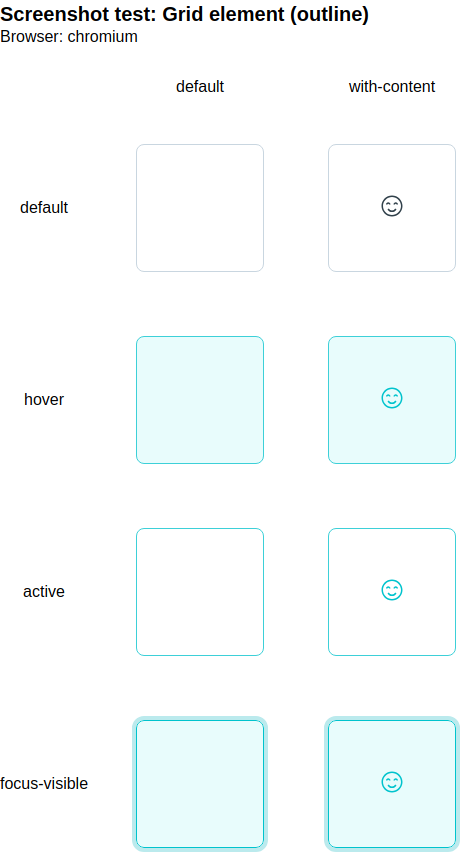 Screenshot test: Grid element (outline)
Browser: chromium
default with-content
default
hover
active
focus-visible